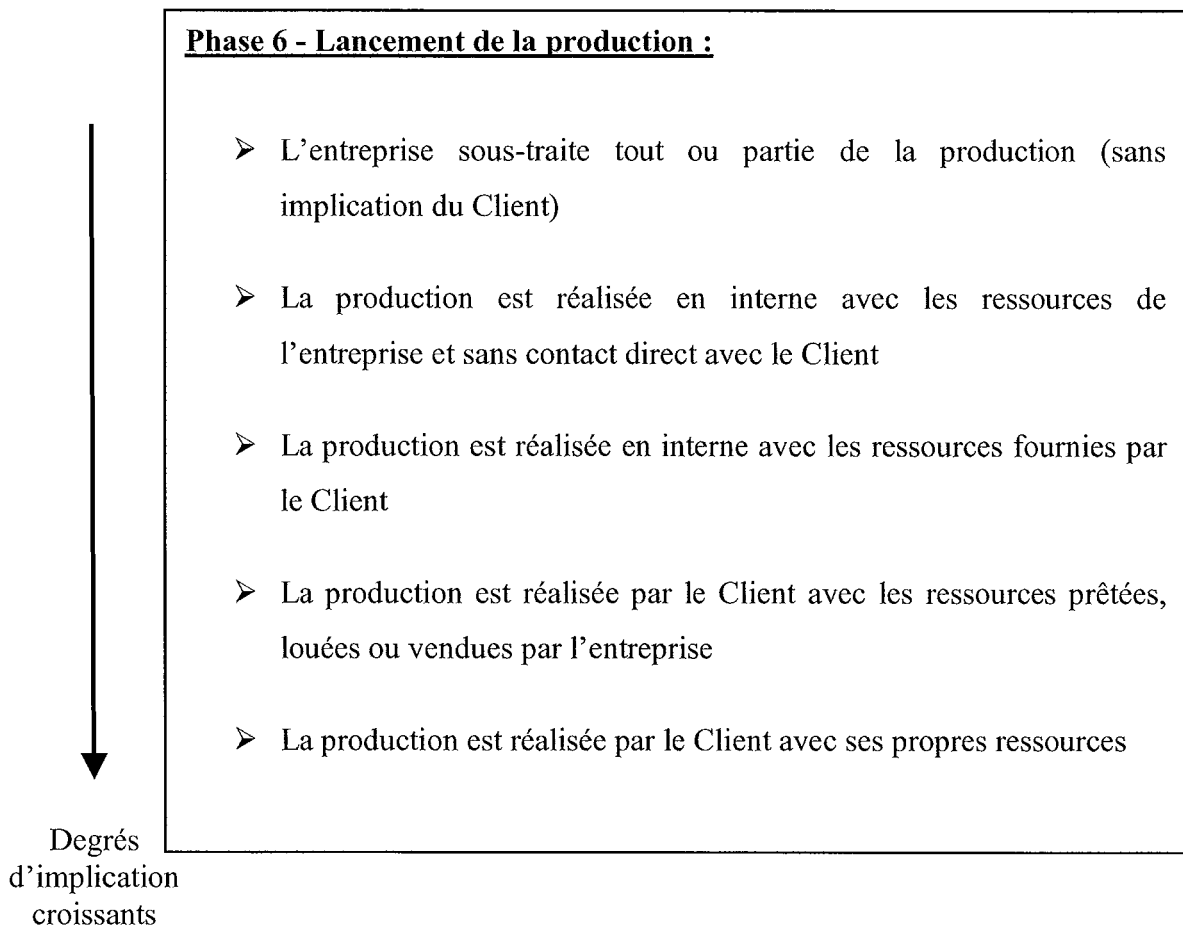 Phase 6 - Lancement de la production :
➢ L'entreprise sous-traite tout ou partie de la production (sans
implication du Client)
➢ La production est réalisée en interne avec les ressources de
l'entreprise et sans contact direct avec le Client
➢ La production est réalisée en interne avec les ressources fournies par
le Client
➢ La production est réalisée par le Client avec les ressources prêtées,
louées ou vendues par l'entreprise
➢ La production est réalisée par le Client avec ses propres ressources
Degrés
d'implication
croissants